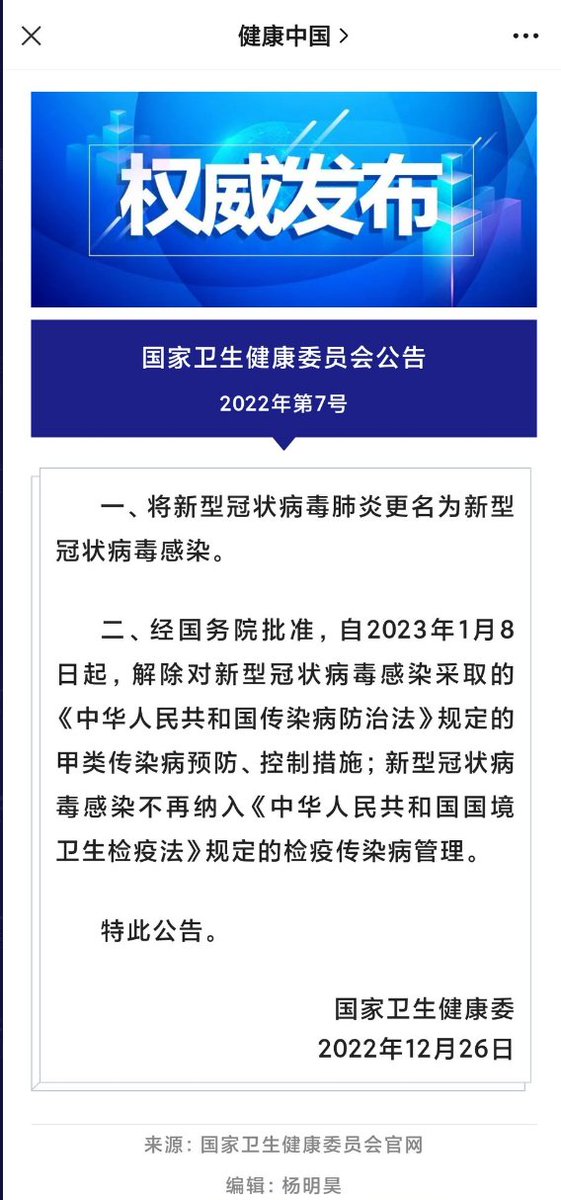 健康中国
权威发布
国家卫生健康委员会公告
2022年第7号
一、将新型冠状病毒肺炎更名为新型
冠状病毒感染。
二、经国务院批准，自2023年1月8
日起，解除对新型冠状病毒感染采取的
《中华人民共和国传染病防治法》规定的
甲类传染病预防、控制措施；新型冠状病
毒感染不再纳入《中华人民共和国国境
卫生检疫法》规定的检疫传染病管理。
特此公告。
国家卫生健康委
2022年12月26日
来源：国家卫生健康委员会官网
编辑：杨明昊